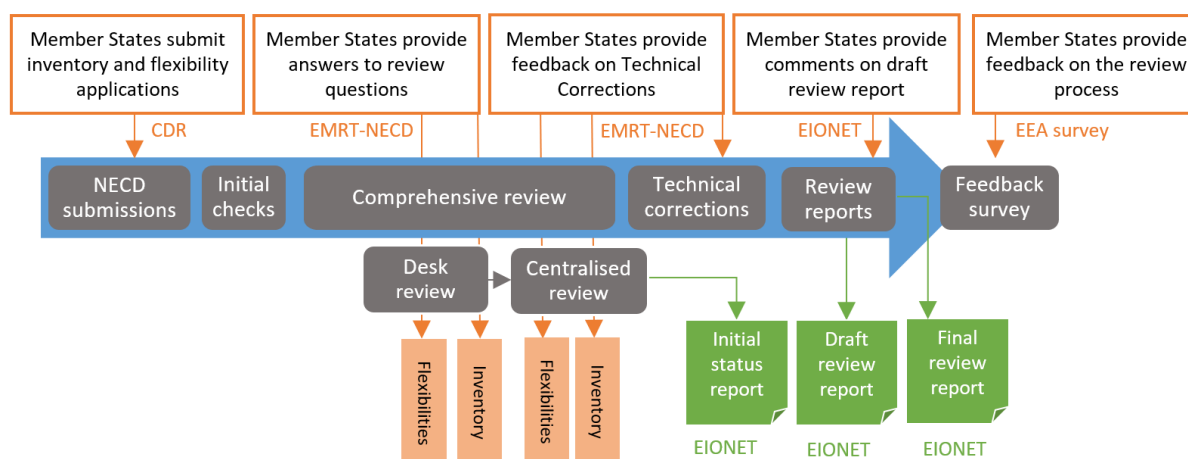 Member States submit
inventory and flexibility
applications
Member States provide
answers to review
questions
Member States provide
feedback on Technical
Corrections
Member States provide
comments on draft
review report
Member States provide
feedback on the review
process
CDR
EMRT-NECD
EMRT-NECD
EIONET
EEA survey
NECD
submissions
Initial
checks
Comprehensive review
Technical
corrections
Review
reports
Feedback
survey
Desk
review
Centralised
review
Flexibilities
Inventory
Flexibilities
Inventory
Initial
status
report
Draft
review
report
Final
review
report
EIONET
EIONET
EIONET